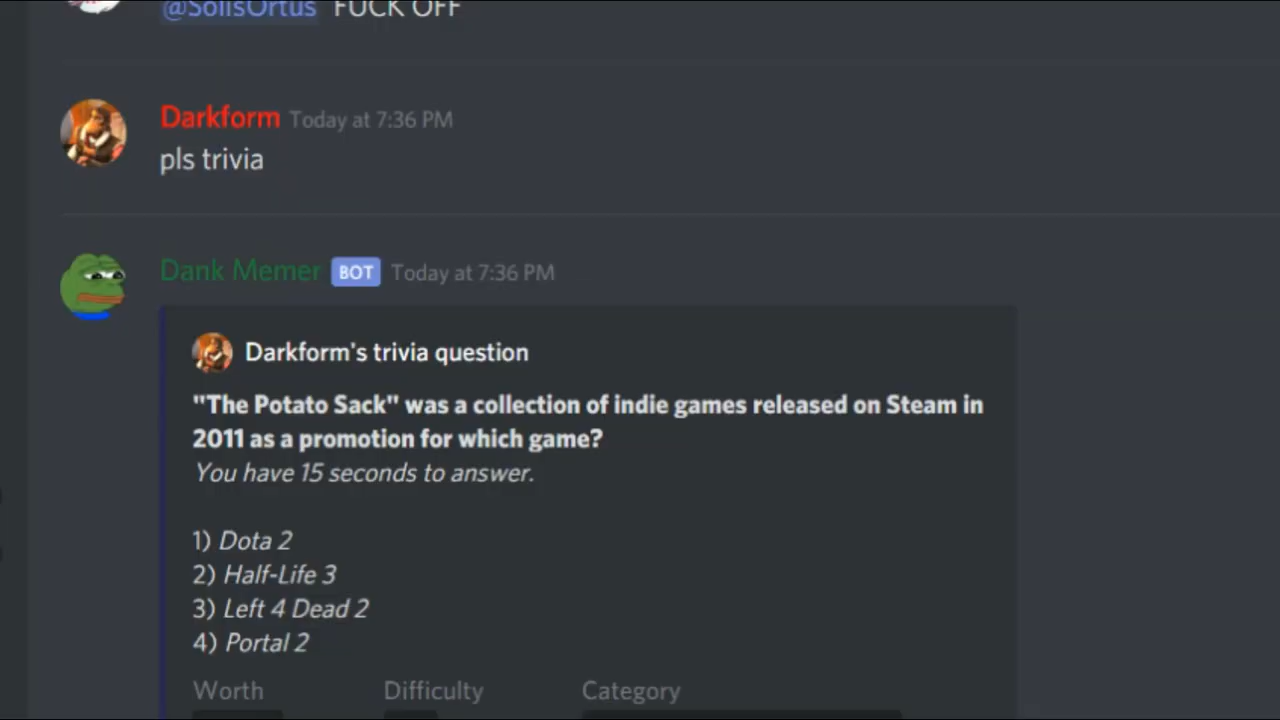 @SolisOrtus FUCK OFF
Darkform Today at 7:36 PM
pls trivia
Dank Memer BOT Today at 7:36 PM
Darkform's trivia question
"The Potato Sack" was a collection of indie games released on Steam in
2011 as a promotion for which game?
You have 15 seconds to answer.
1) Dota 2
2) Half-Life 3
3) Left 4 Dead 2
4) Portal 2
Worth Difficulty Category